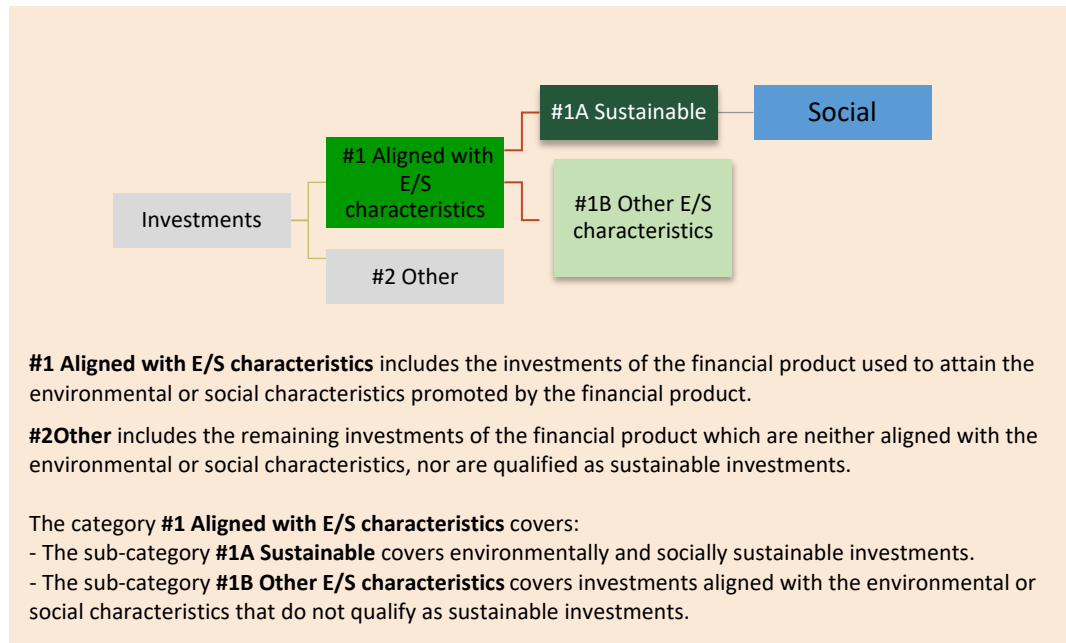 #1A Sustainable
Social
#1 Aligned with
E/S
characteristics
#1B Other E/S
characteristics
Investments
#2 Other
#1 Aligned with E/S characteristics includes the investments of the financial product used to attain the
environmental or social characteristics promoted by the financial product.
#2Other includes the remaining investments of the financial product which are neither aligned with the
environmental or social characteristics, nor are qualified as sustainable investments.
The category #1 Aligned with E/S characteristics covers:
- The sub-category #1A Sustainable covers environmentally and socially sustainable investments.
- The sub-category #1B Other E/S characteristics covers investments aligned with the environmental or
social characteristics that do not qualify as sustainable investments.